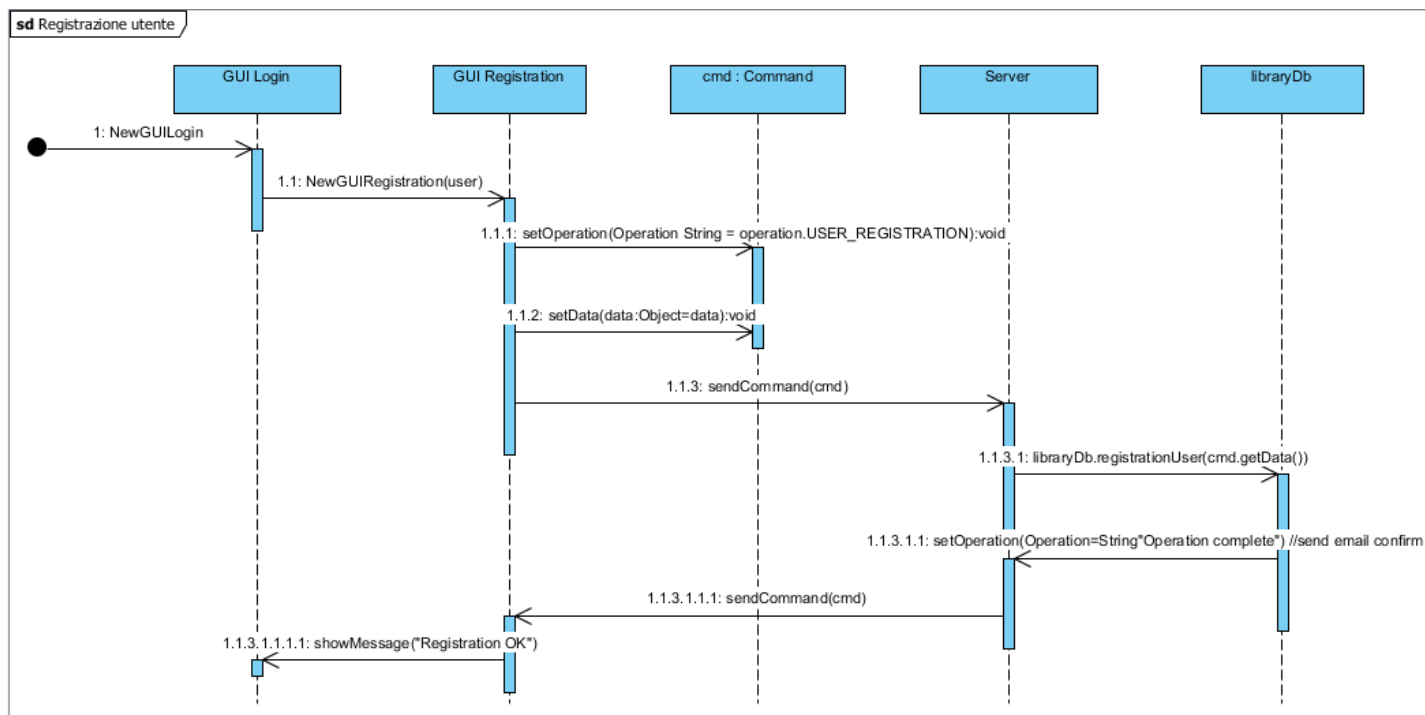 sd Registrazione utente
GUI Login
GUI Registration
cmd : Command
Server
libraryDb
1: NewGUILogin
1.1: NewGUIRegistration(user)
1.1.1: setOperation(Operation String = operation.USER_REGISTRATION):void
1.1.2: setData(data:Object=data):void
1.1.3: sendCommand(cmd)
1.1.3.1: libraryDb.registrationUser(cmd.getData())
1.1.3.1.1: setOperation(Operation=String"Operation complete") //send email confirm
1.1.3.1.1.1: sendCommand(cmd)
1.1.3.1.1.1.1: showMessage("Registration OK")